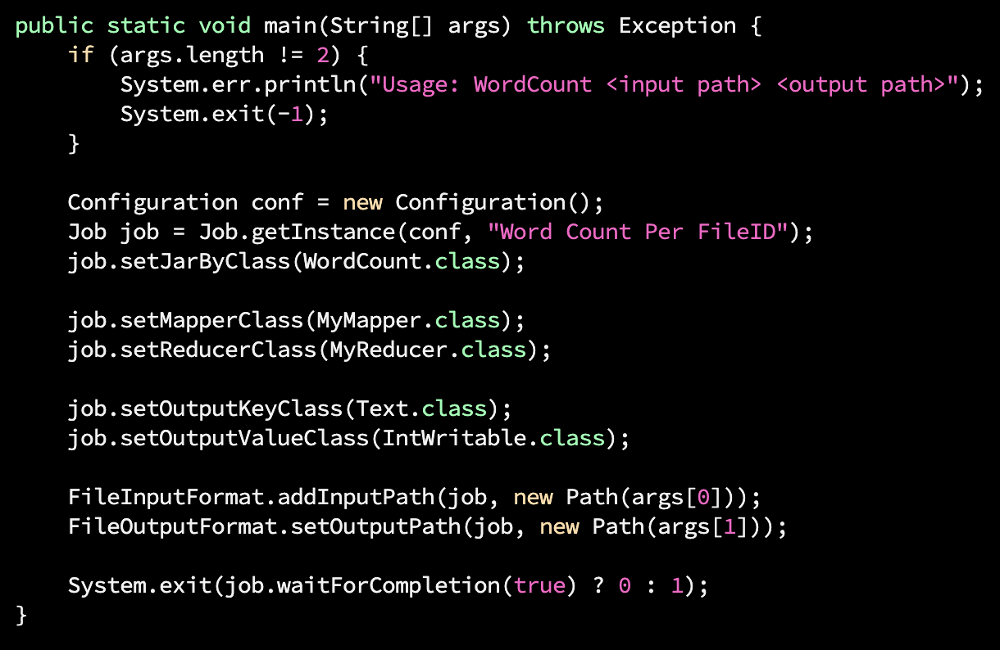 public static void main(String[] args) throws Exception {
    if (args.length != 2) {
        System.err.println("Usage: WordCount <input path> <output path>");
        System.exit(-1);
    }

    Configuration conf = new Configuration();
    Job job = Job.getInstance(conf, "Word Count Per FileID");
    job.setJarByClass(WordCount.class);

    job.setMapperClass(MyMapper.class);
    job.setReducerClass(MyReducer.class);

    job.setOutputKeyClass(Text.class);
    job.setOutputValueClass(IntWritable.class);

    FileInputFormat.addInputPath(job, new Path(args[0]));
    FileOutputFormat.setOutputPath(job, new Path(args[1]));

    System.exit(job.waitForCompletion(true) ? 0 : 1);
}